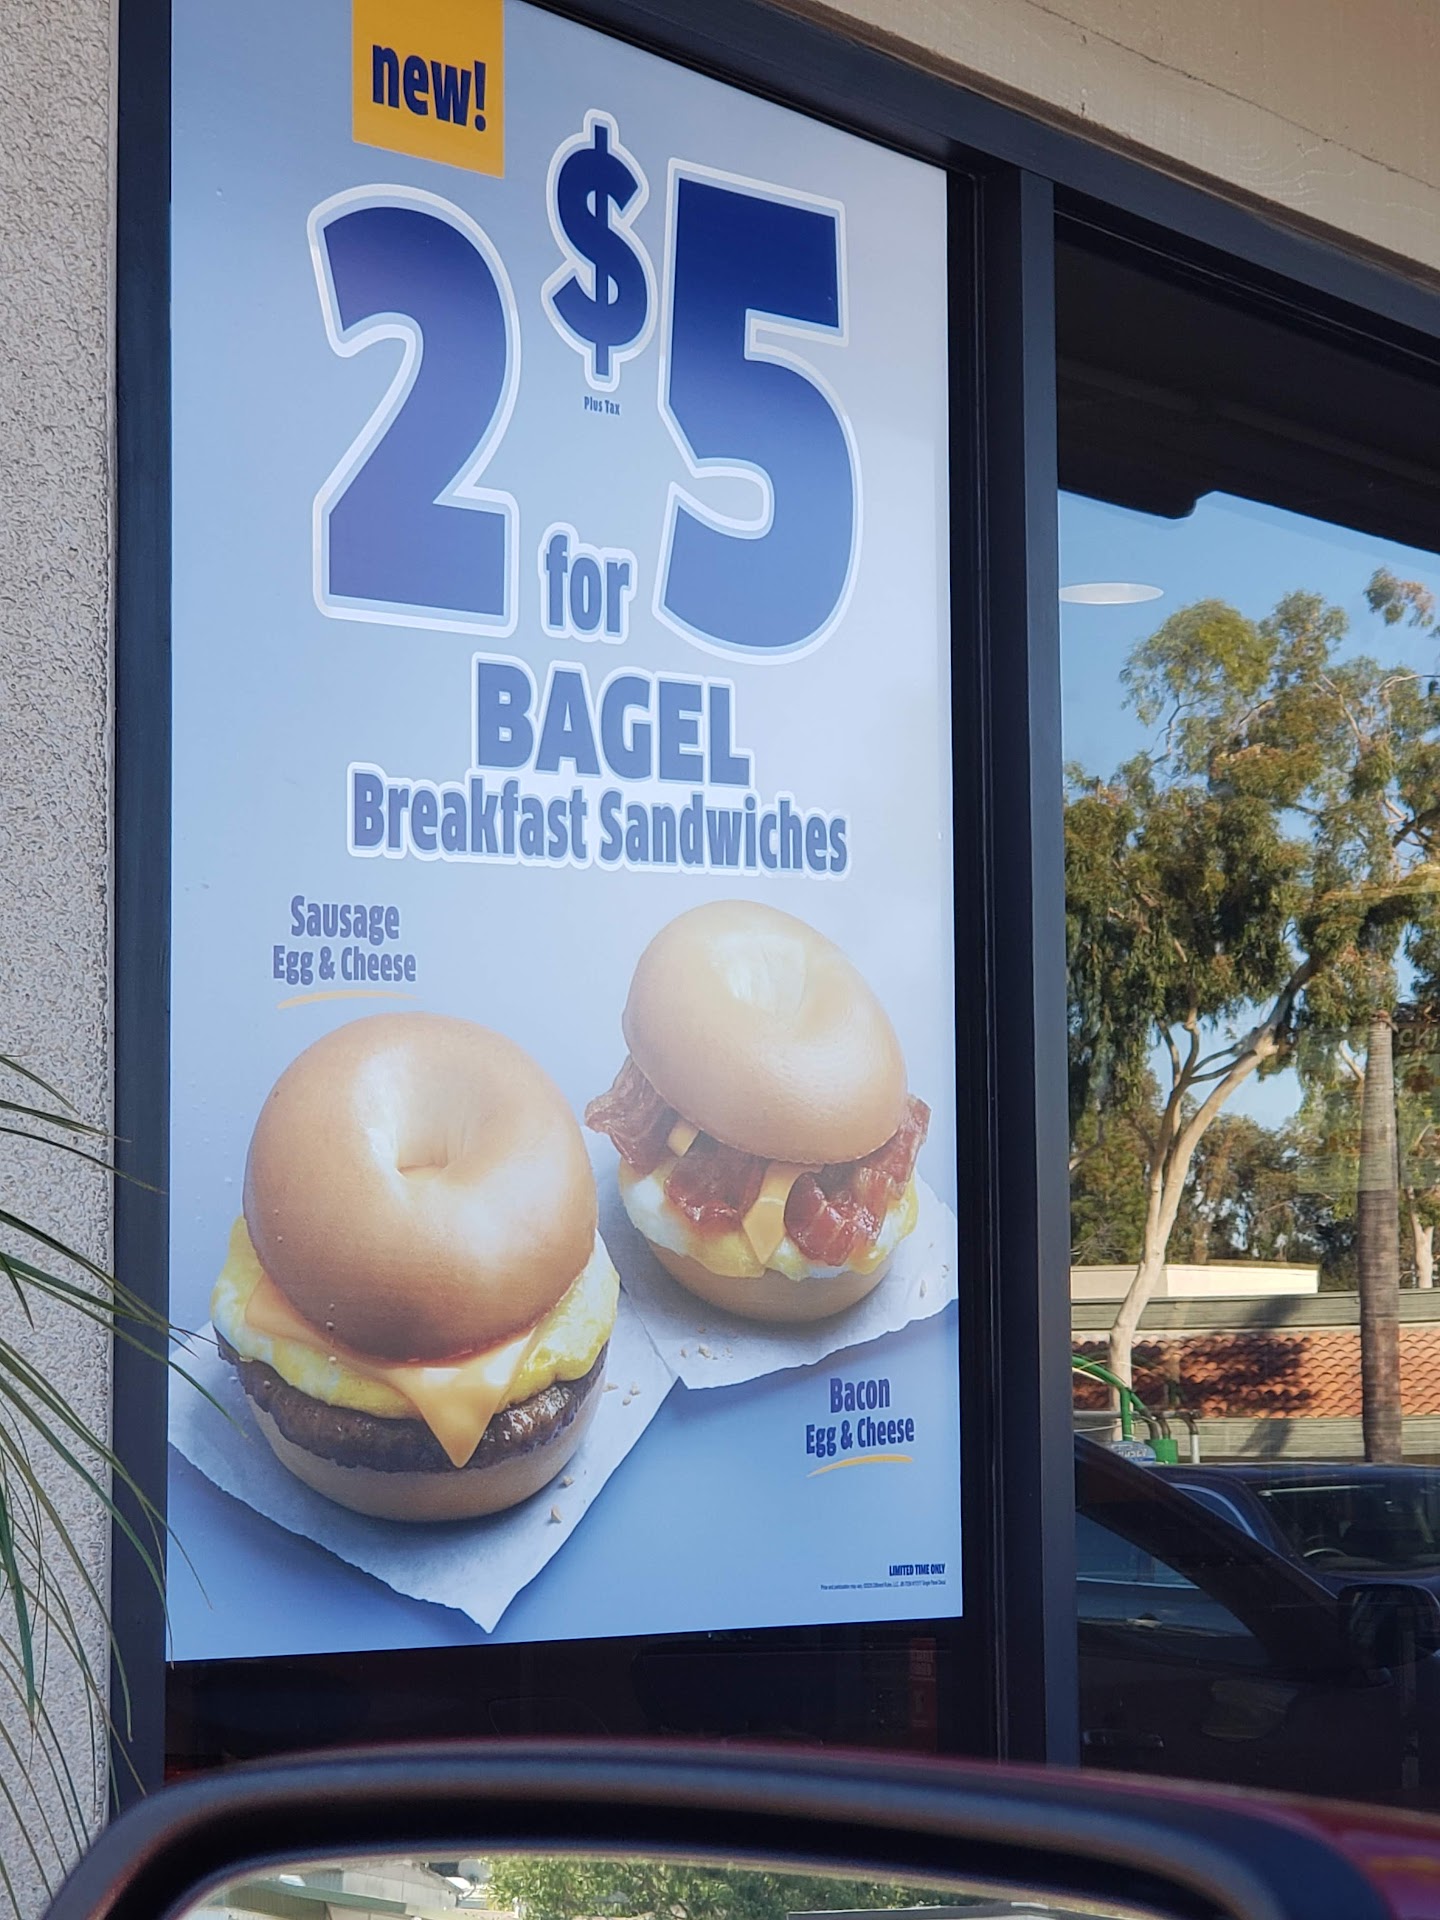 new!
2 for $5
Plus Tax
BAGEL
Breakfast Sandwiches
Sausage
Egg & Cheese
Bacon
Egg & Cheese
LIMITED TIME ONLY